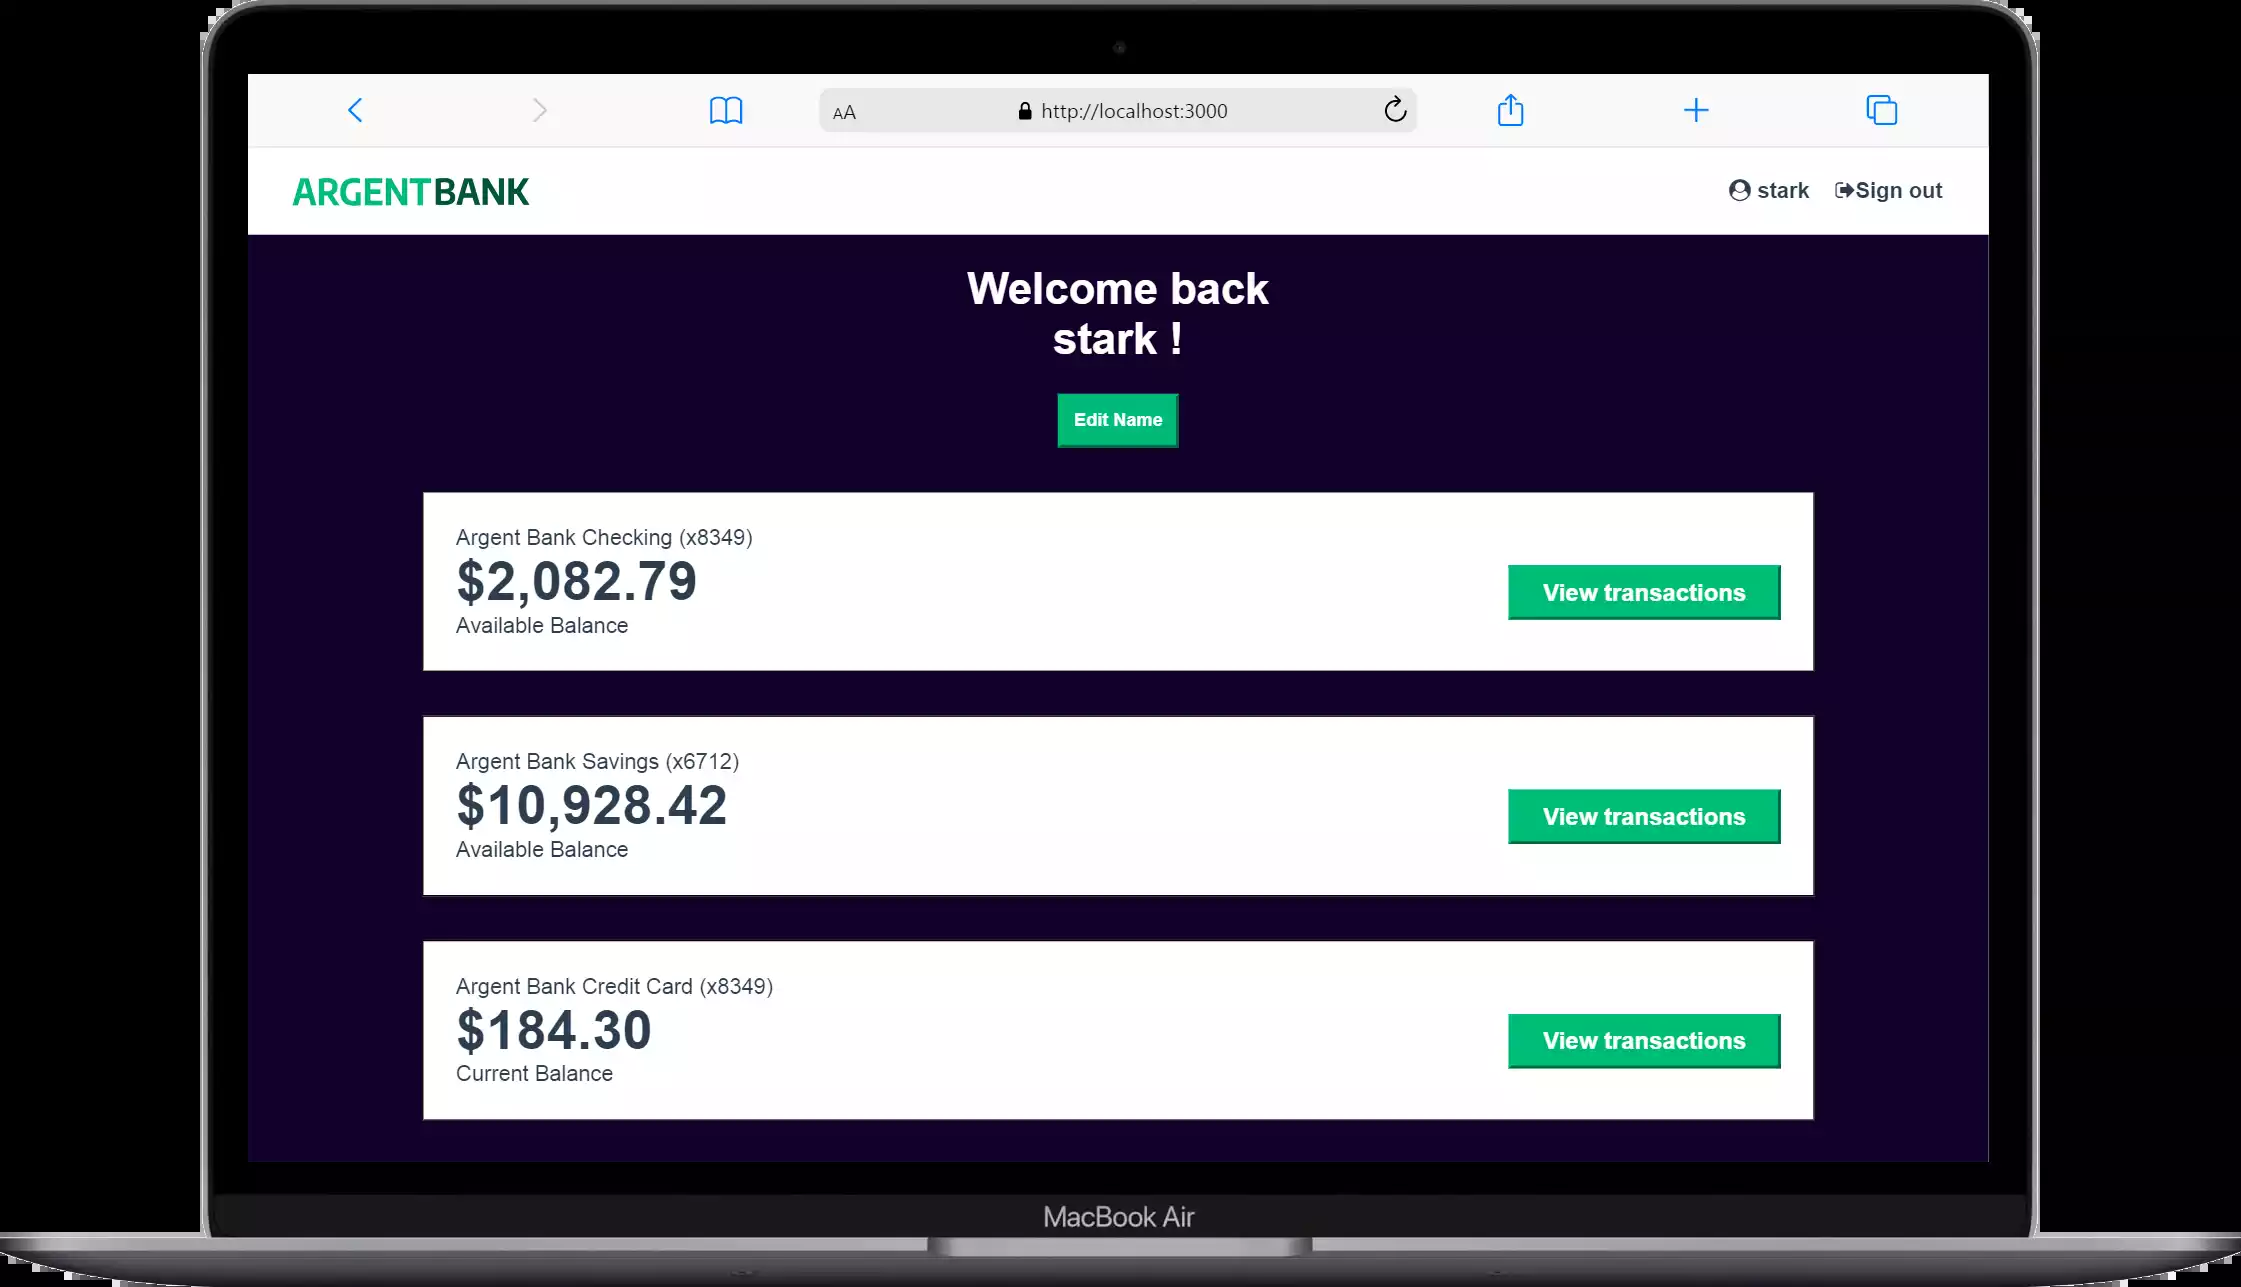 AA http://localhost:3000
ARGENTBANK stark Sign out
Welcome back
stark !
Edit Name
Argent Bank Checking (x8349)
$2,082.79
Available Balance
View transactions
Argent Bank Savings (x6712)
$10,928.42
Available Balance
View transactions
Argent Bank Credit Card (x8349)
$184.30
Current Balance
View transactions
MacBook Air